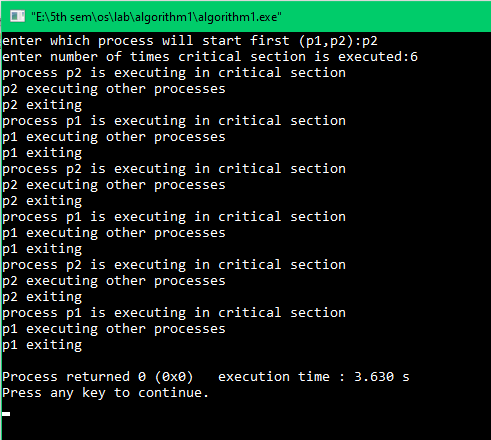 "E:\5th sem\os\lab\algorithm1\algorithm1.exe"
enter which process will start first (p1,p2):p2
enter number of times critical section is executed:6
process p2 is executing in critical section
p2 executing other processes
p2 exiting
process p1 is executing in critical section
p1 executing other processes
p1 exiting
process p2 is executing in critical section
p2 executing other processes
p2 exiting
process p1 is executing in critical section
p1 executing other processes
p1 exiting
process p2 is executing in critical section
p2 executing other processes
p2 exiting
process p1 is executing in critical section
p1 executing other processes
p1 exiting
Process returned 0 (0x0)   execution time : 3.630 s
Press any key to continue.